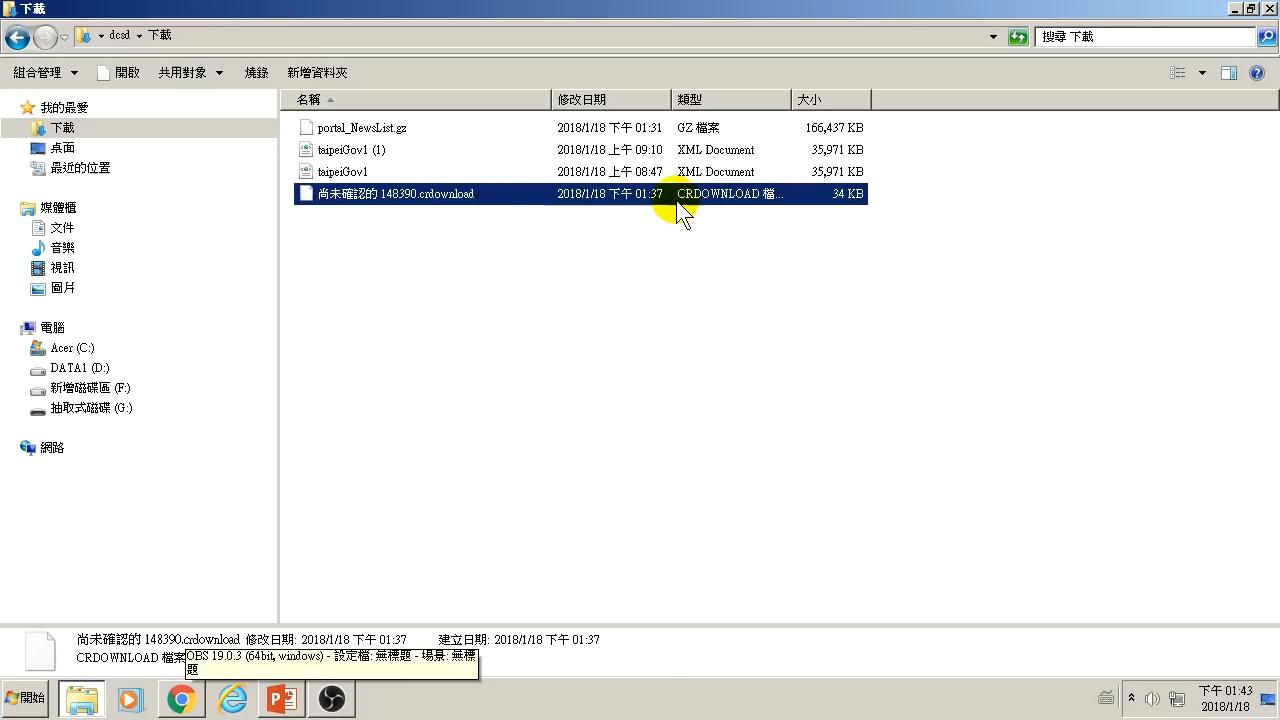 下載
dcsd
下載
搜尋 下載
組合管理
開啟
共用對象
燒錄
新增資料夾
我的最愛
下載
桌面
最近的位置
媒體櫃
文件
音樂
視訊
圖片
電腦
Acer (C:)
DATA1 (D:)
新增磁碟區 (F:)
抽取式磁碟 (G:)
網路
名稱 修改日期 類型 大小
portal_NewsList.gz 2018/1/18 下午 01:31 GZ 檔案 166,437 KB
taipeiGov1 (1) 2018/1/18 上午 09:10 XML Document 35,971 KB
taipeiGov1 2018/1/18 上午 08:47 XML Document 35,971 KB
尚未確認的 148390.crdownload 2018/1/18 下午 01:37 CRDOWNLOAD 檔... 34 KB
尚未確認的 148390.crdownload 修改日期: 2018/1/18 下午 01:37 建立日期: 2018/1/18 下午 01:37
CRDOWNLOAD 檔案
OBS 19.0.3 (64bit, windows) - 設定檔: 無標題 - 場景: 無標
題
開始
下午 01:43
2018/1/18